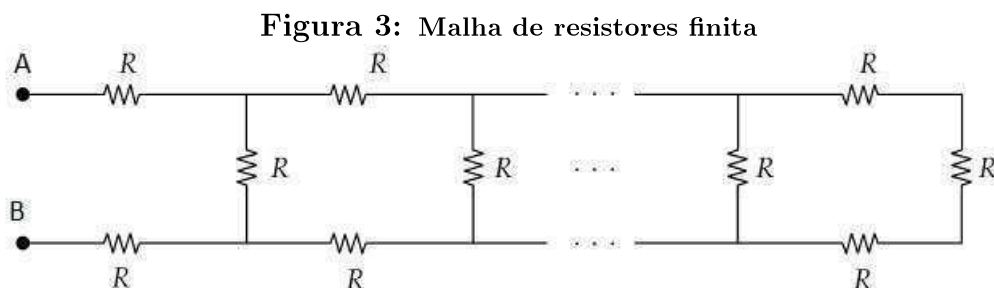 Figura 3: Malha de resistores finita
A R R R
R R · · · R R
B
R R R